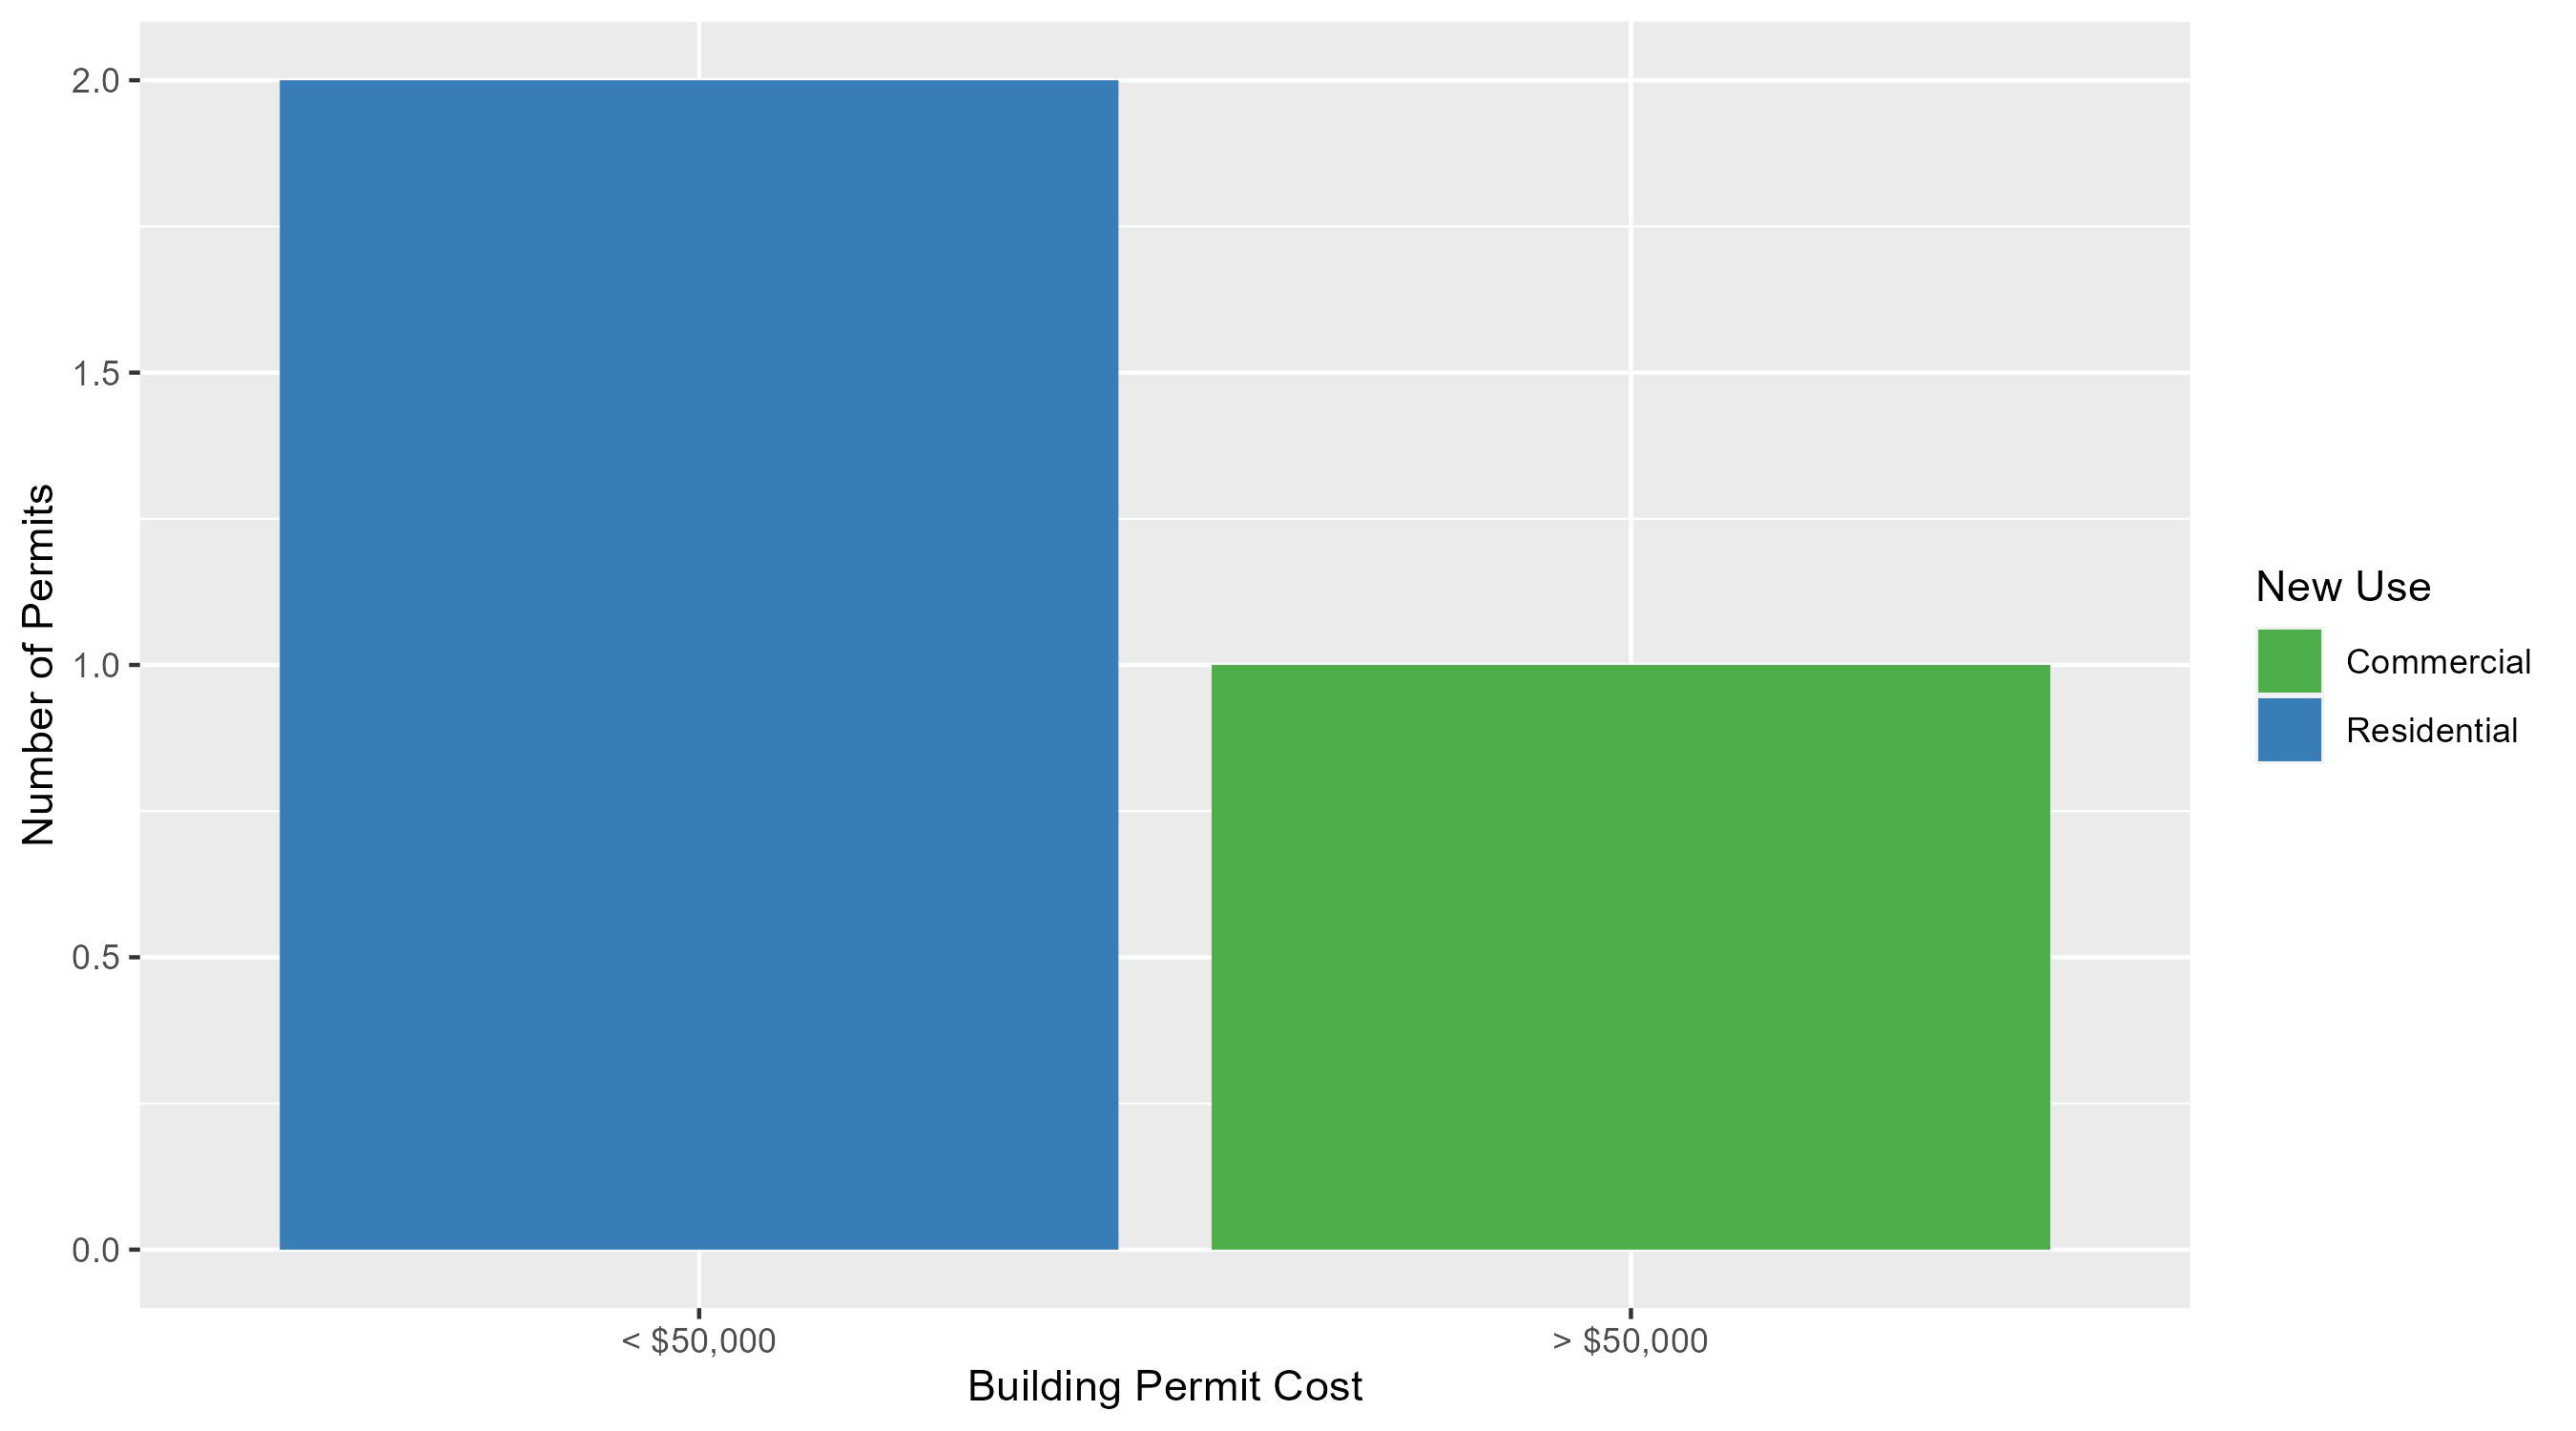 2.0
1.5
1.0
0.5
0.0
Number of Permits
< $50,000
> $50,000
Building Permit Cost
New Use
Commercial
Residential